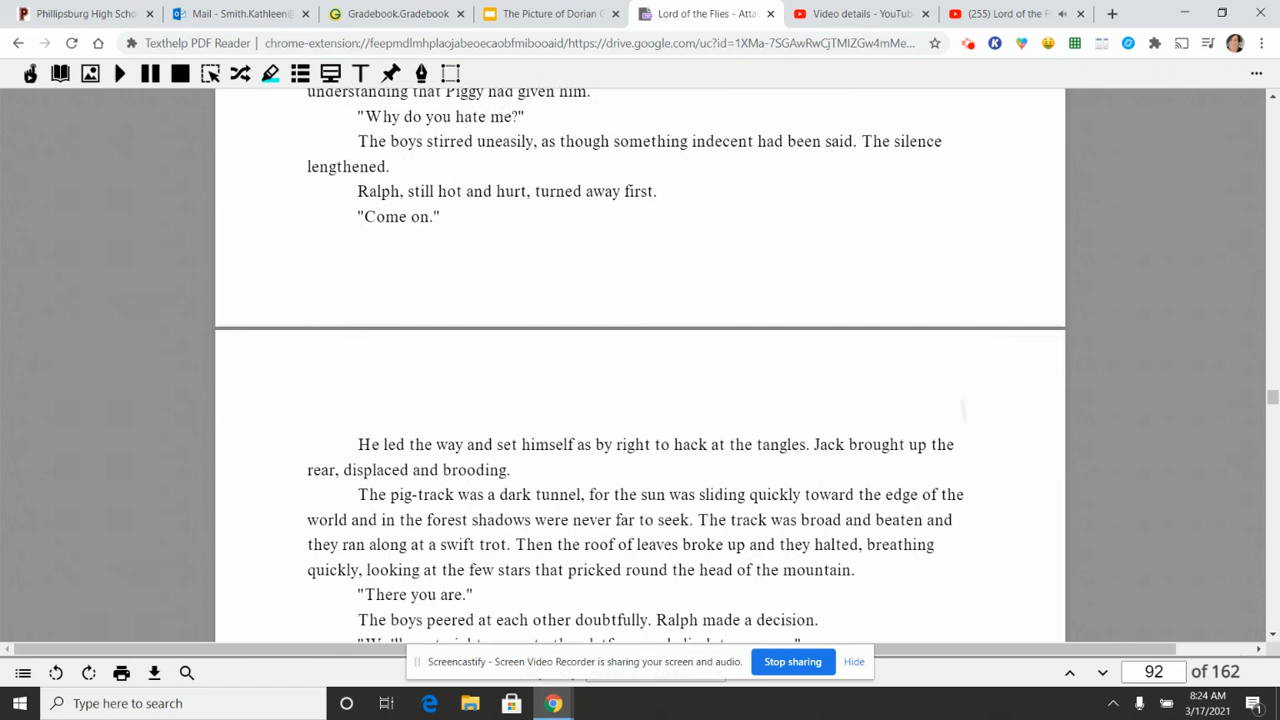 Phillipsburg High Scho
Mail - Smith.Kathleen@
Gradebook.Gradebook
The Picture of Dorian G
Lord of the Flies - Attac
Video details - YouTub
(255) Lord of the F
Texthelp PDF Reader | chrome-extension://feepmdlmhplaojabeoecaobfmibooaid/https://drive.google.com/uc?id=1XMa-7SGAwRwCjTMIZGw4mMe...
understanding that Piggy had given him.
"Why do you hate me?"
The boys stirred uneasily, as though something indecent had been said. The silence
lengthened.
Ralph, still hot and hurt, turned away first.
"Come on."
He led the way and set himself as by right to hack at the tangles. Jack brought up the
rear, displaced and brooding.
The pig-track was a dark tunnel, for the sun was sliding quickly toward the edge of the
world and in the forest shadows were never far to seek. The track was broad and beaten and
they ran along at a swift trot. Then the roof of leaves broke up and they halted, breathing
quickly, looking at the few stars that pricked round the head of the mountain.
"There you are."
The boys peered at each other doubtfully. Ralph made a decision.
Screencastify - Screen Video Recorder is sharing your screen and audio.
Stop sharing
Hide
92 of 162
Type here to search
8:24 AM
3/17/2021